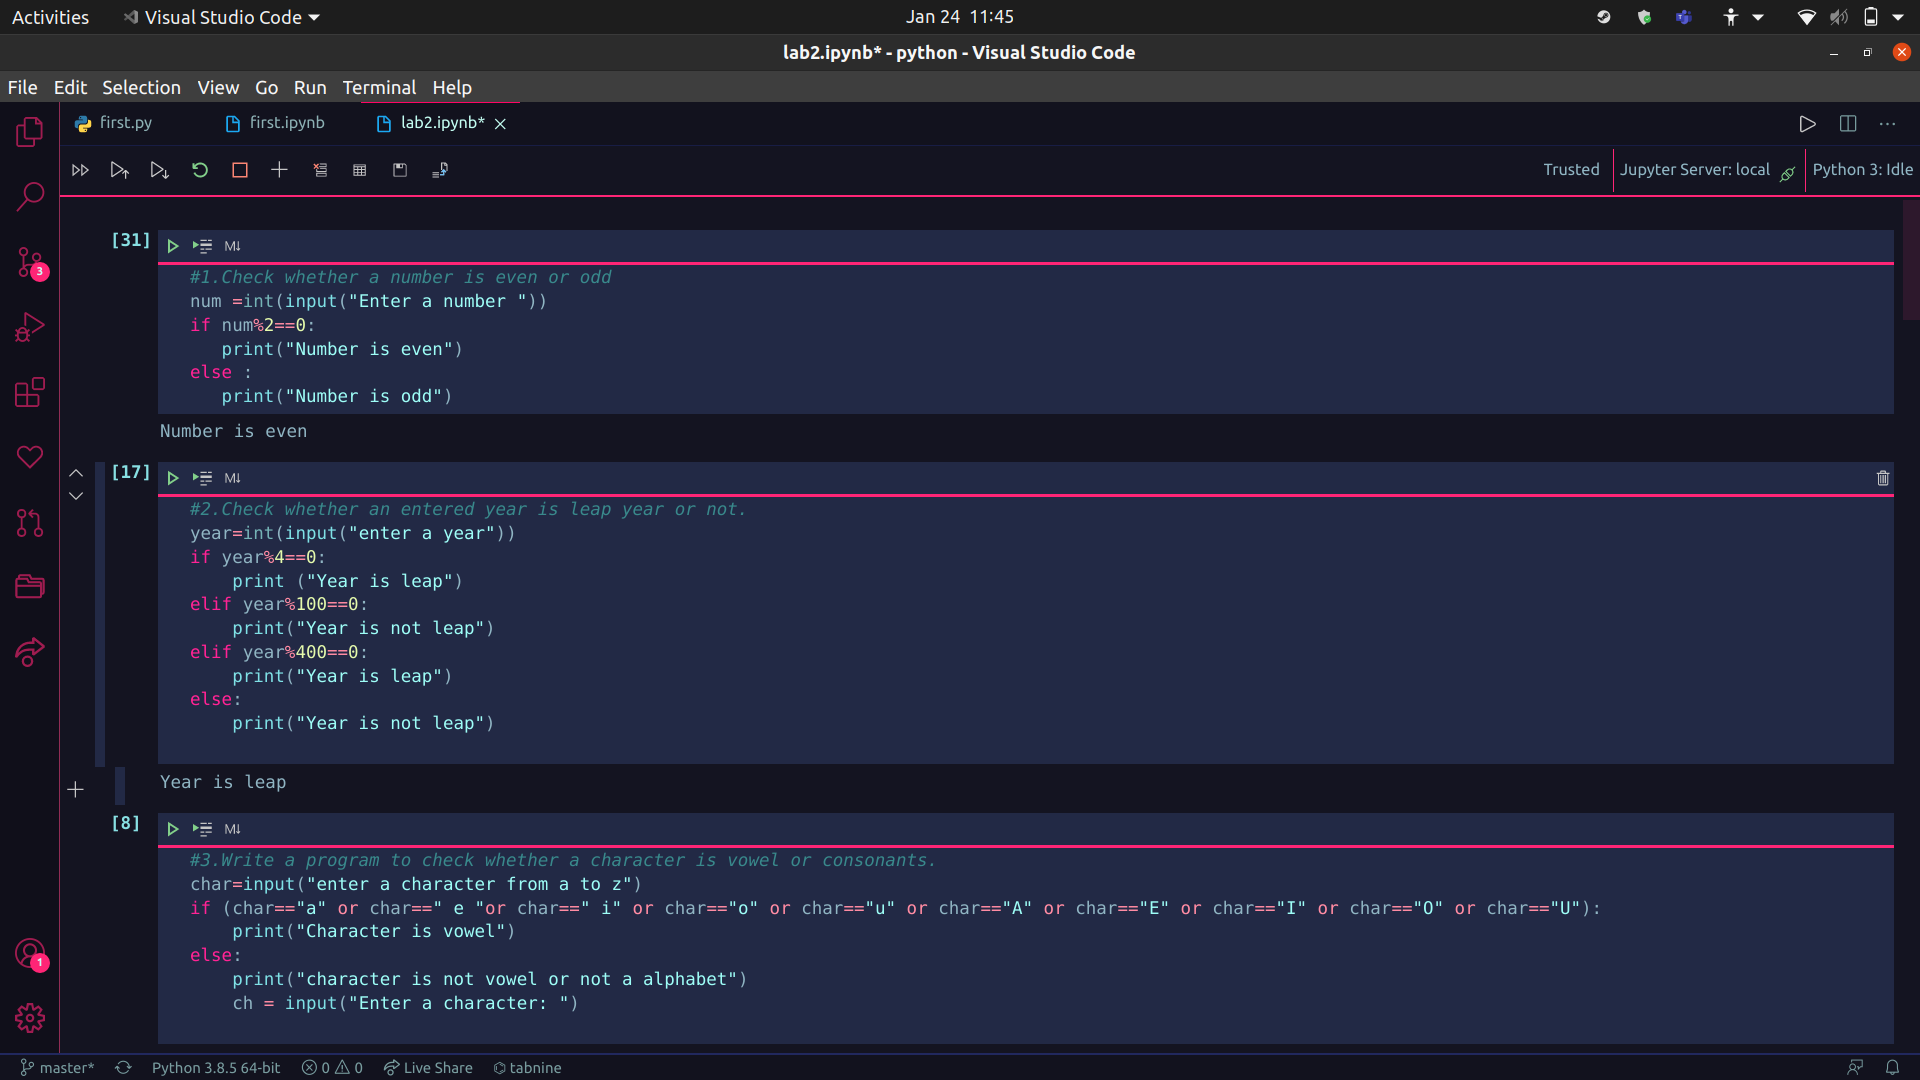 Activities Visual Studio Code Jan 24 11:45
lab2.ipynb* - python - Visual Studio Code
File Edit Selection View Go Run Terminal Help
first.py first.ipynb lab2.ipynb*
Trusted Jupyter Server: local Python 3: Idle
[31] M↓
#1.Check whether a number is even or odd
num =int(input("Enter a number "))
if num%2==0:
   print("Number is even")
else :
   print("Number is odd")
Number is even
[17] M↓
#2.Check whether an entered year is leap year or not.
year=int(input("enter a year"))
if year%4==0:
    print ("Year is leap")
elif year%100==0:
    print("Year is not leap")
elif year%400==0:
    print("Year is leap")
else:
    print("Year is not leap")
Year is leap
[8] M↓
#3.Write a program to check whether a character is vowel or consonants.
char=input("enter a character from a to z")
if (char=="a" or char==" e "or char==" i" or char=="o" or char=="u" or char=="A" or char=="E" or char=="I" or char=="O" or char=="U"):
    print("Character is vowel")
else:
    print("character is not vowel or not a alphabet")
    ch = input("Enter a character: ")
3
1
master* Python 3.8.5 64-bit 0 0 Live Share tabnine